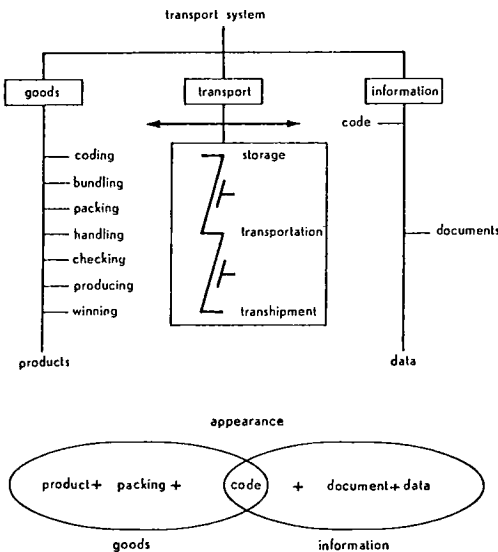 transport system
goods
transport
information
code
coding
bundling
packing
handling
checking
producing
winning
storage
transportation
transhipment
documents
products
data
appearance
product+ packing + code + document+data
goods
information